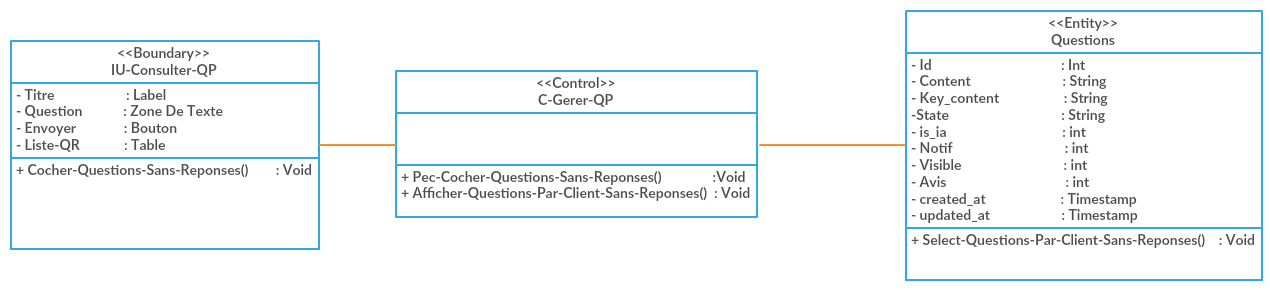 <<Boundary>>
IU-Consulter-QP
- Titre : Label
- Question : Zone De Texte
- Envoyer : Bouton
- Liste-QR : Table
+ Cocher-Questions-Sans-Reponses() : Void
<<Control>>
C-Gerer-QP
+ Pec-Cocher-Questions-Sans-Reponses() :Void
+ Afficher-Questions-Par-Client-Sans-Reponses() : Void
<<Entity>>
Questions
- Id : Int
- Content : String
- Key_content : String
-State : String
- is_ia : int
- Notif : int
- Visible : int
- Avis : int
- created_at : Timestamp
- updated_at : Timestamp
+ Select-Questions-Par-Client-Sans-Reponses() : Void